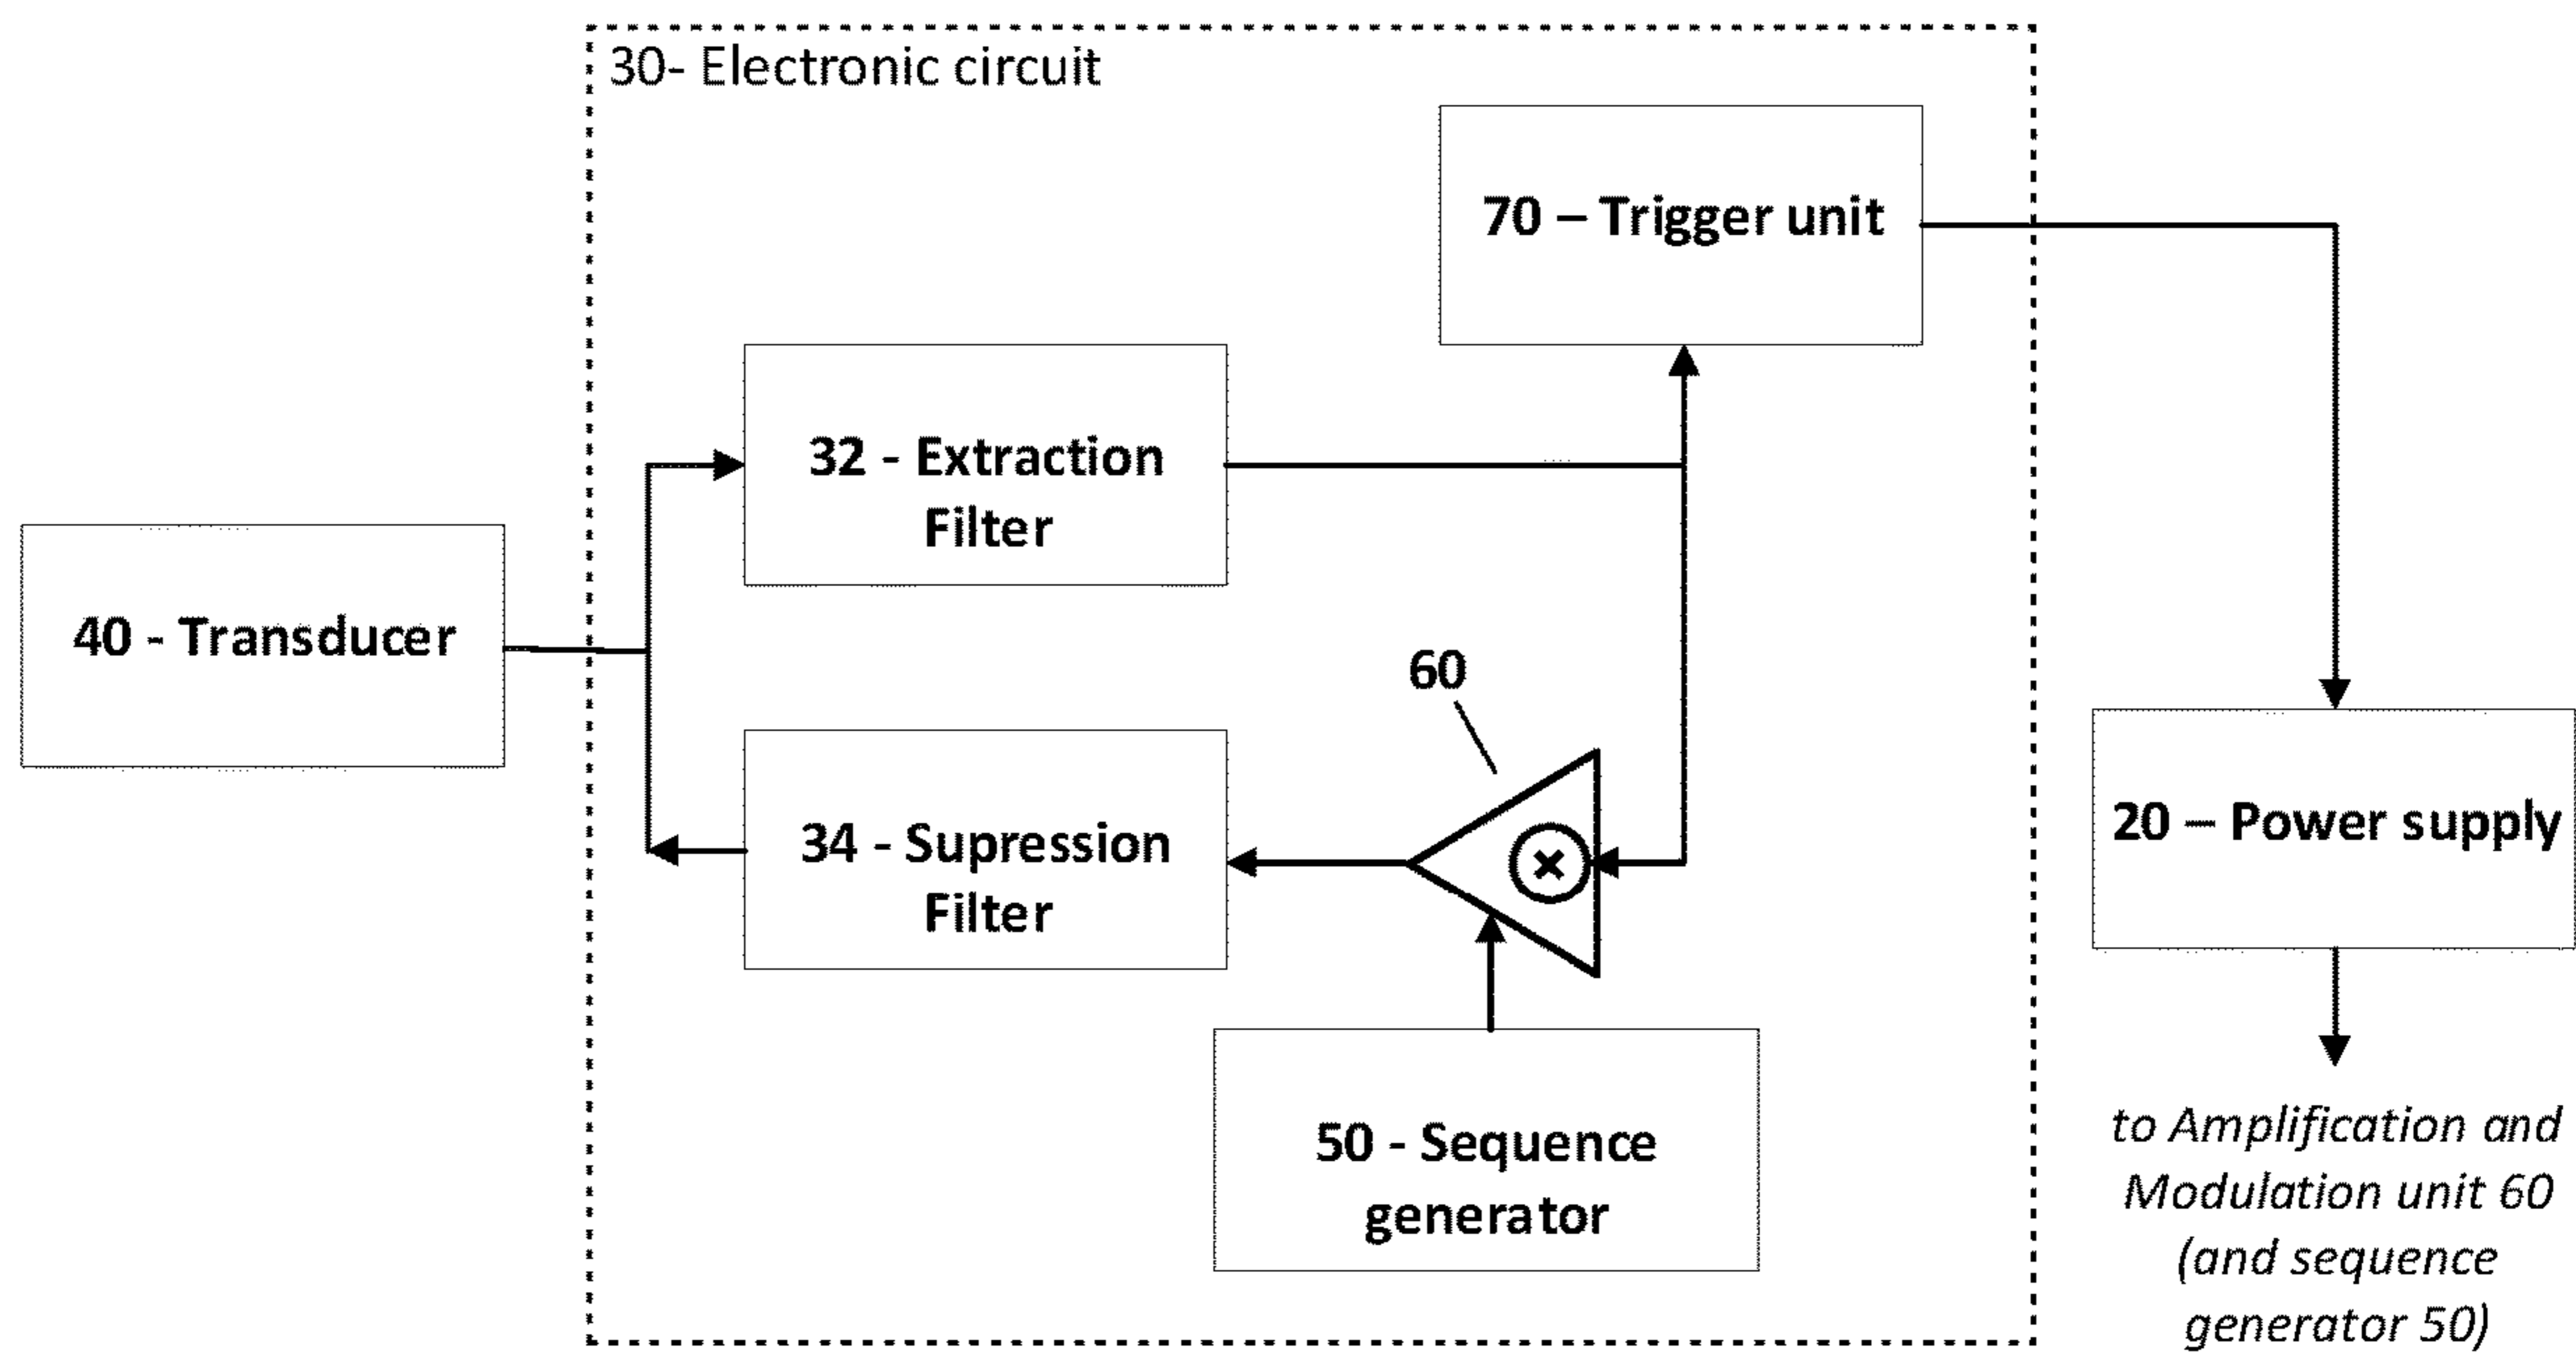 30- Electronic circuit
70 – Trigger unit
32 - Extraction
Filter
40 - Transducer
60
34 - Supression
Filter
20 – Power supply
50 - Sequence
generator
to Amplification and
Modulation unit 60
(and sequence
generator 50)